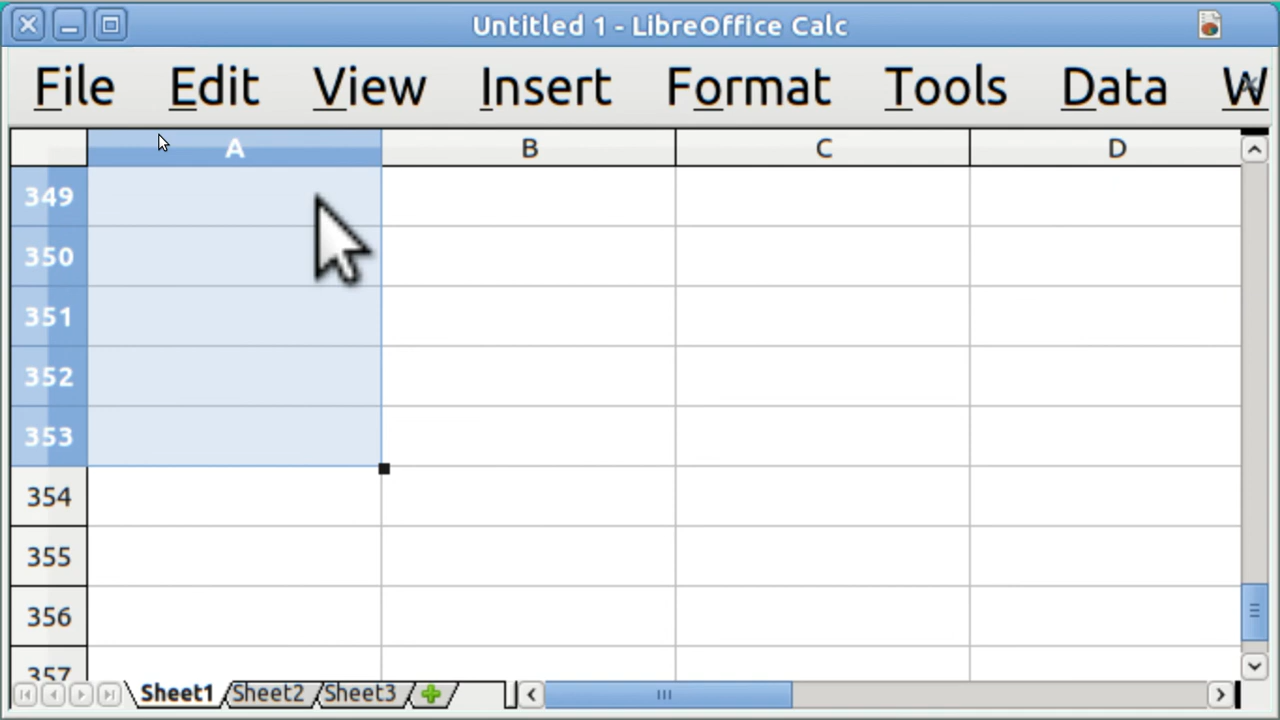 Untitled 1 - LibreOffice Calc
File Edit View Insert Format Tools Data W
A B C D
349
350
351
352
353
354
355
356
357
Sheet1 Sheet2 Sheet3